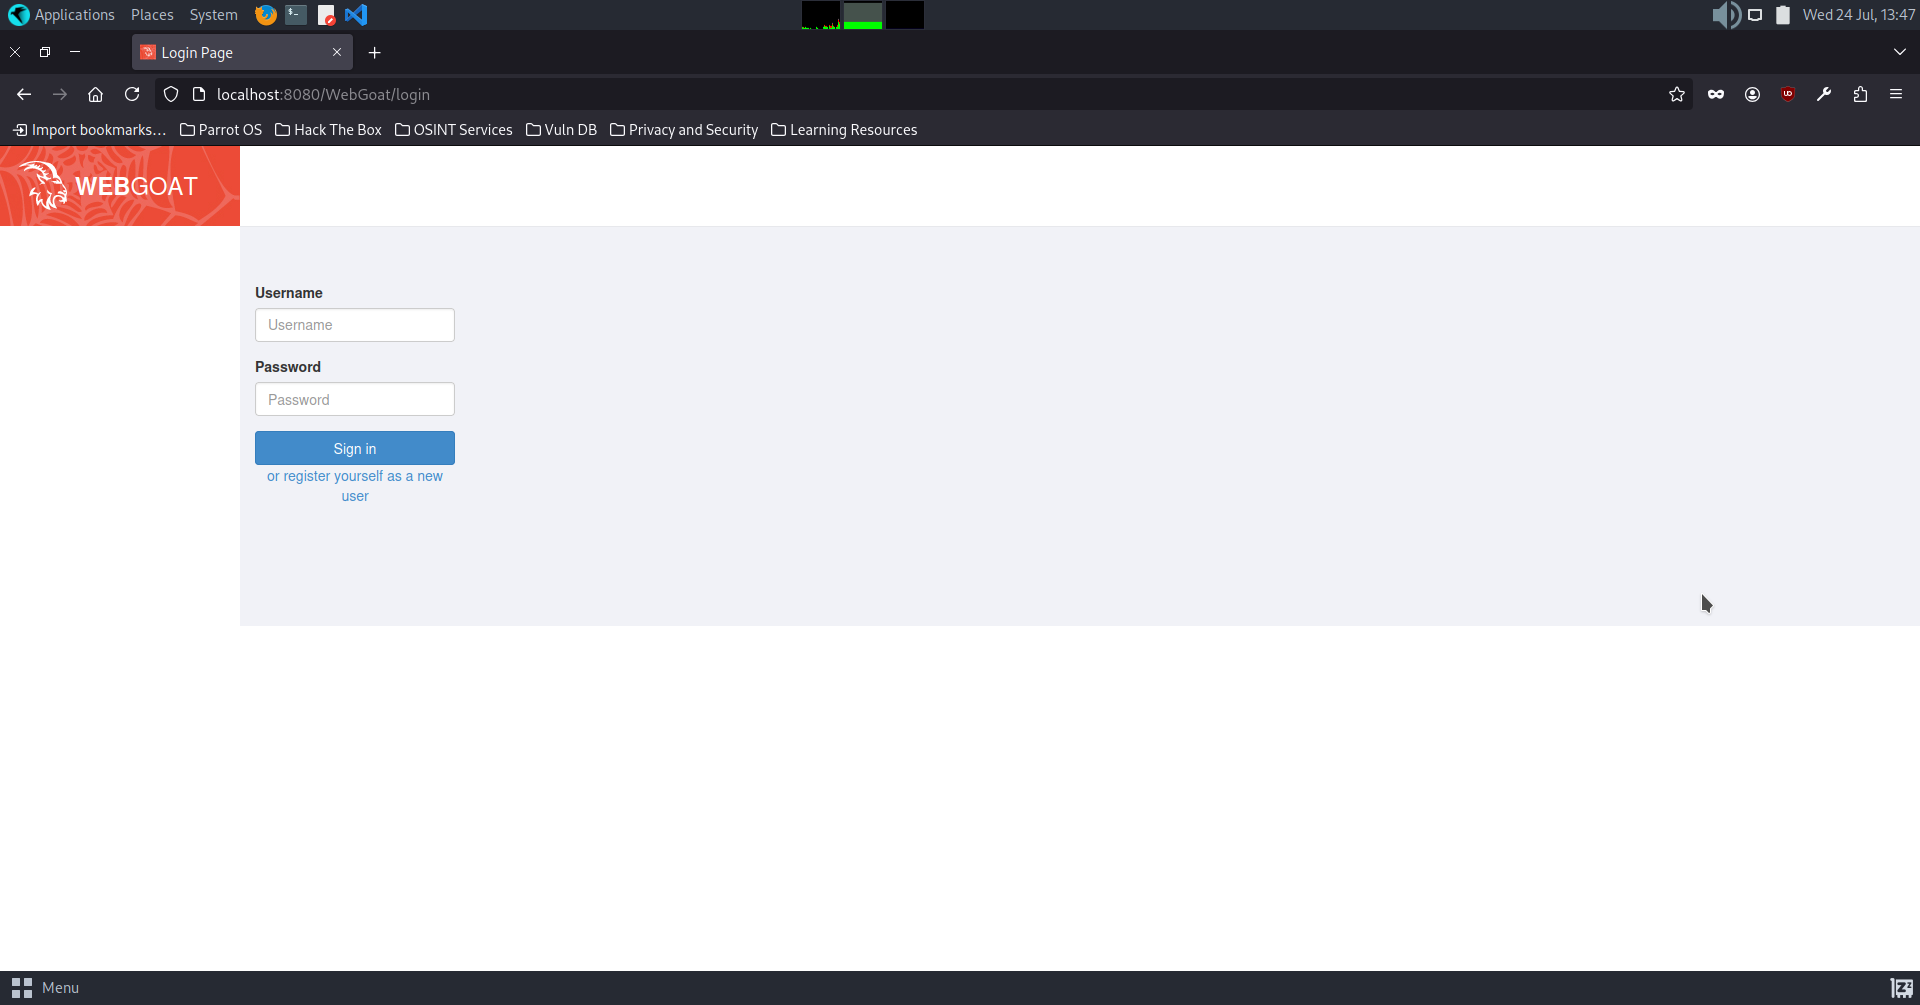 Applications Places System Wed 24 Jul, 13:47
Login Page
localhost:8080/WebGoat/login
Import bookmarks... Parrot OS Hack The Box OSINT Services Vuln DB Privacy and Security Learning Resources
WEBGOAT
Username
Username
Password
Password
Sign in
or register yourself as a new
user
Menu